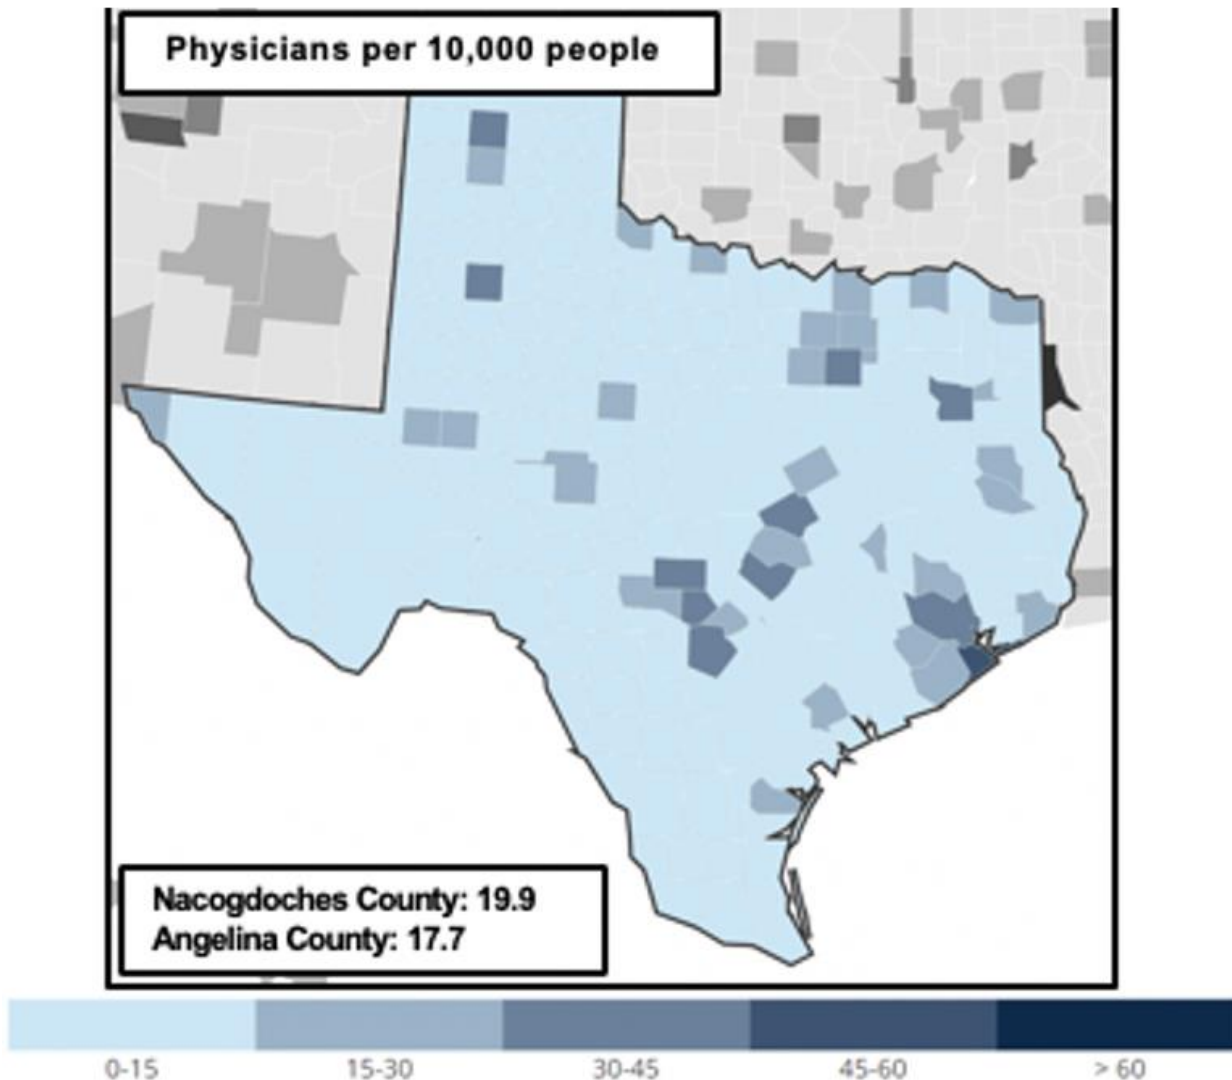 Physicians per 10,000 people
Nacogdoches County: 19.9
Angelina County: 17.7
0-15 15-30 30-45 45-60 > 60